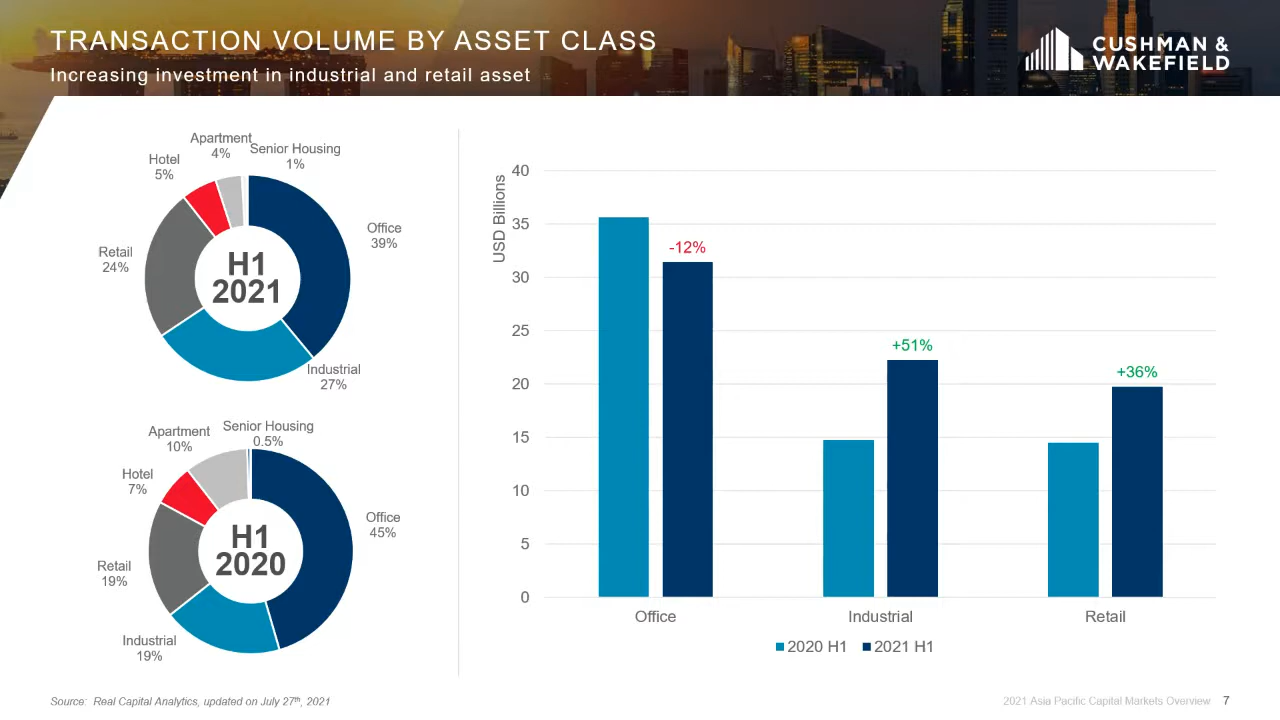 TRANSACTION VOLUME BY ASSET CLASS
Increasing investment in industrial and retail asset
CUSHMAN &
WAKEFIELD
Apartment
4%
Senior Housing
1%
Hotel
5%
Office
39%
Retail
24%
H1
2021
Industrial
27%
Apartment
10%
Senior Housing
0.5%
Hotel
7%
Office
45%
H1
2020
Retail
19%
Industrial
19%
USD Billions
40
35
30
25
20
15
10
5
0
-12%
+51%
+36%
Office
Industrial
Retail
2020 H1
2021 H1
Source: Real Capital Analytics, updated on July 27th, 2021
2021 Asia Pacific Capital Markets Overview 7